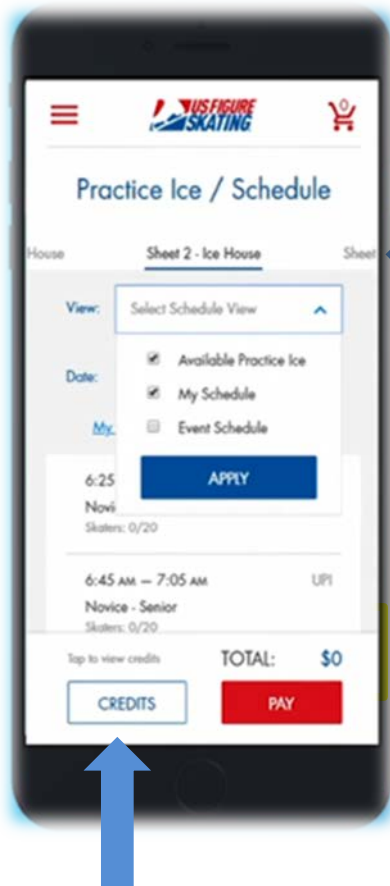 0
US FIGURE
SKATING
Practice Ice / Schedule
House Sheet 2 - Ice House Sheet
View: Select Schedule View
Available Practice Ice
Date:
My Schedule
My Event Schedule
APPLY
6:25
Novi
Skaters: 0/20
6:45 AM — 7:05 AM UPI
Novice - Senior
Skaters: 0/20
Tap to view credits TOTAL: $0
CREDITS PAY